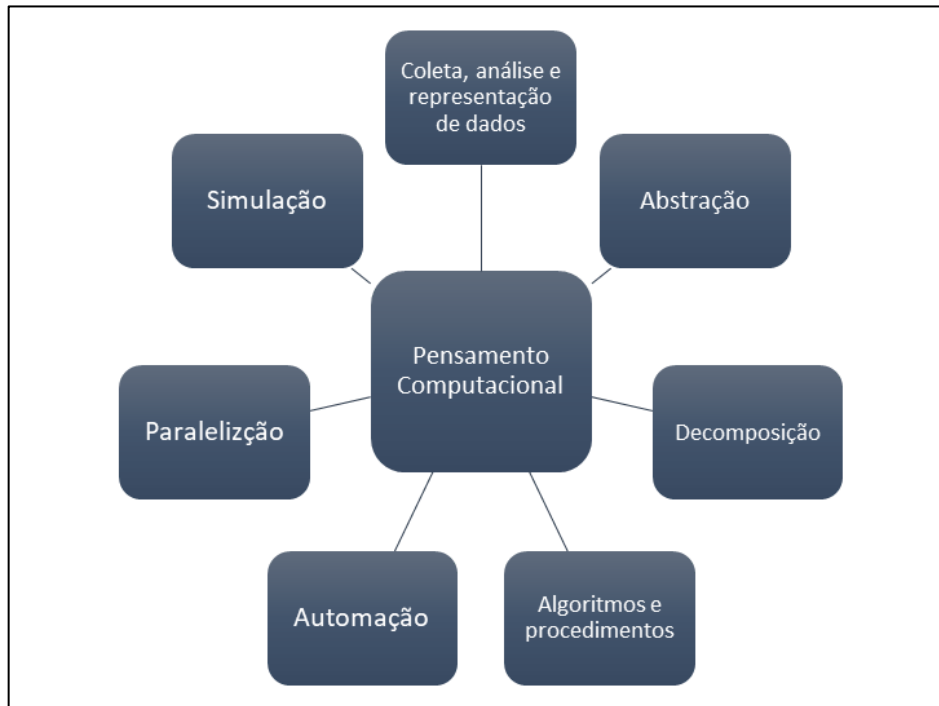 Coleta, análise e
representação
de dados
Simulação
Abstração
Pensamento
Computacional
Paralelizção
Decomposição
Automação
Algoritmos e
procedimentos